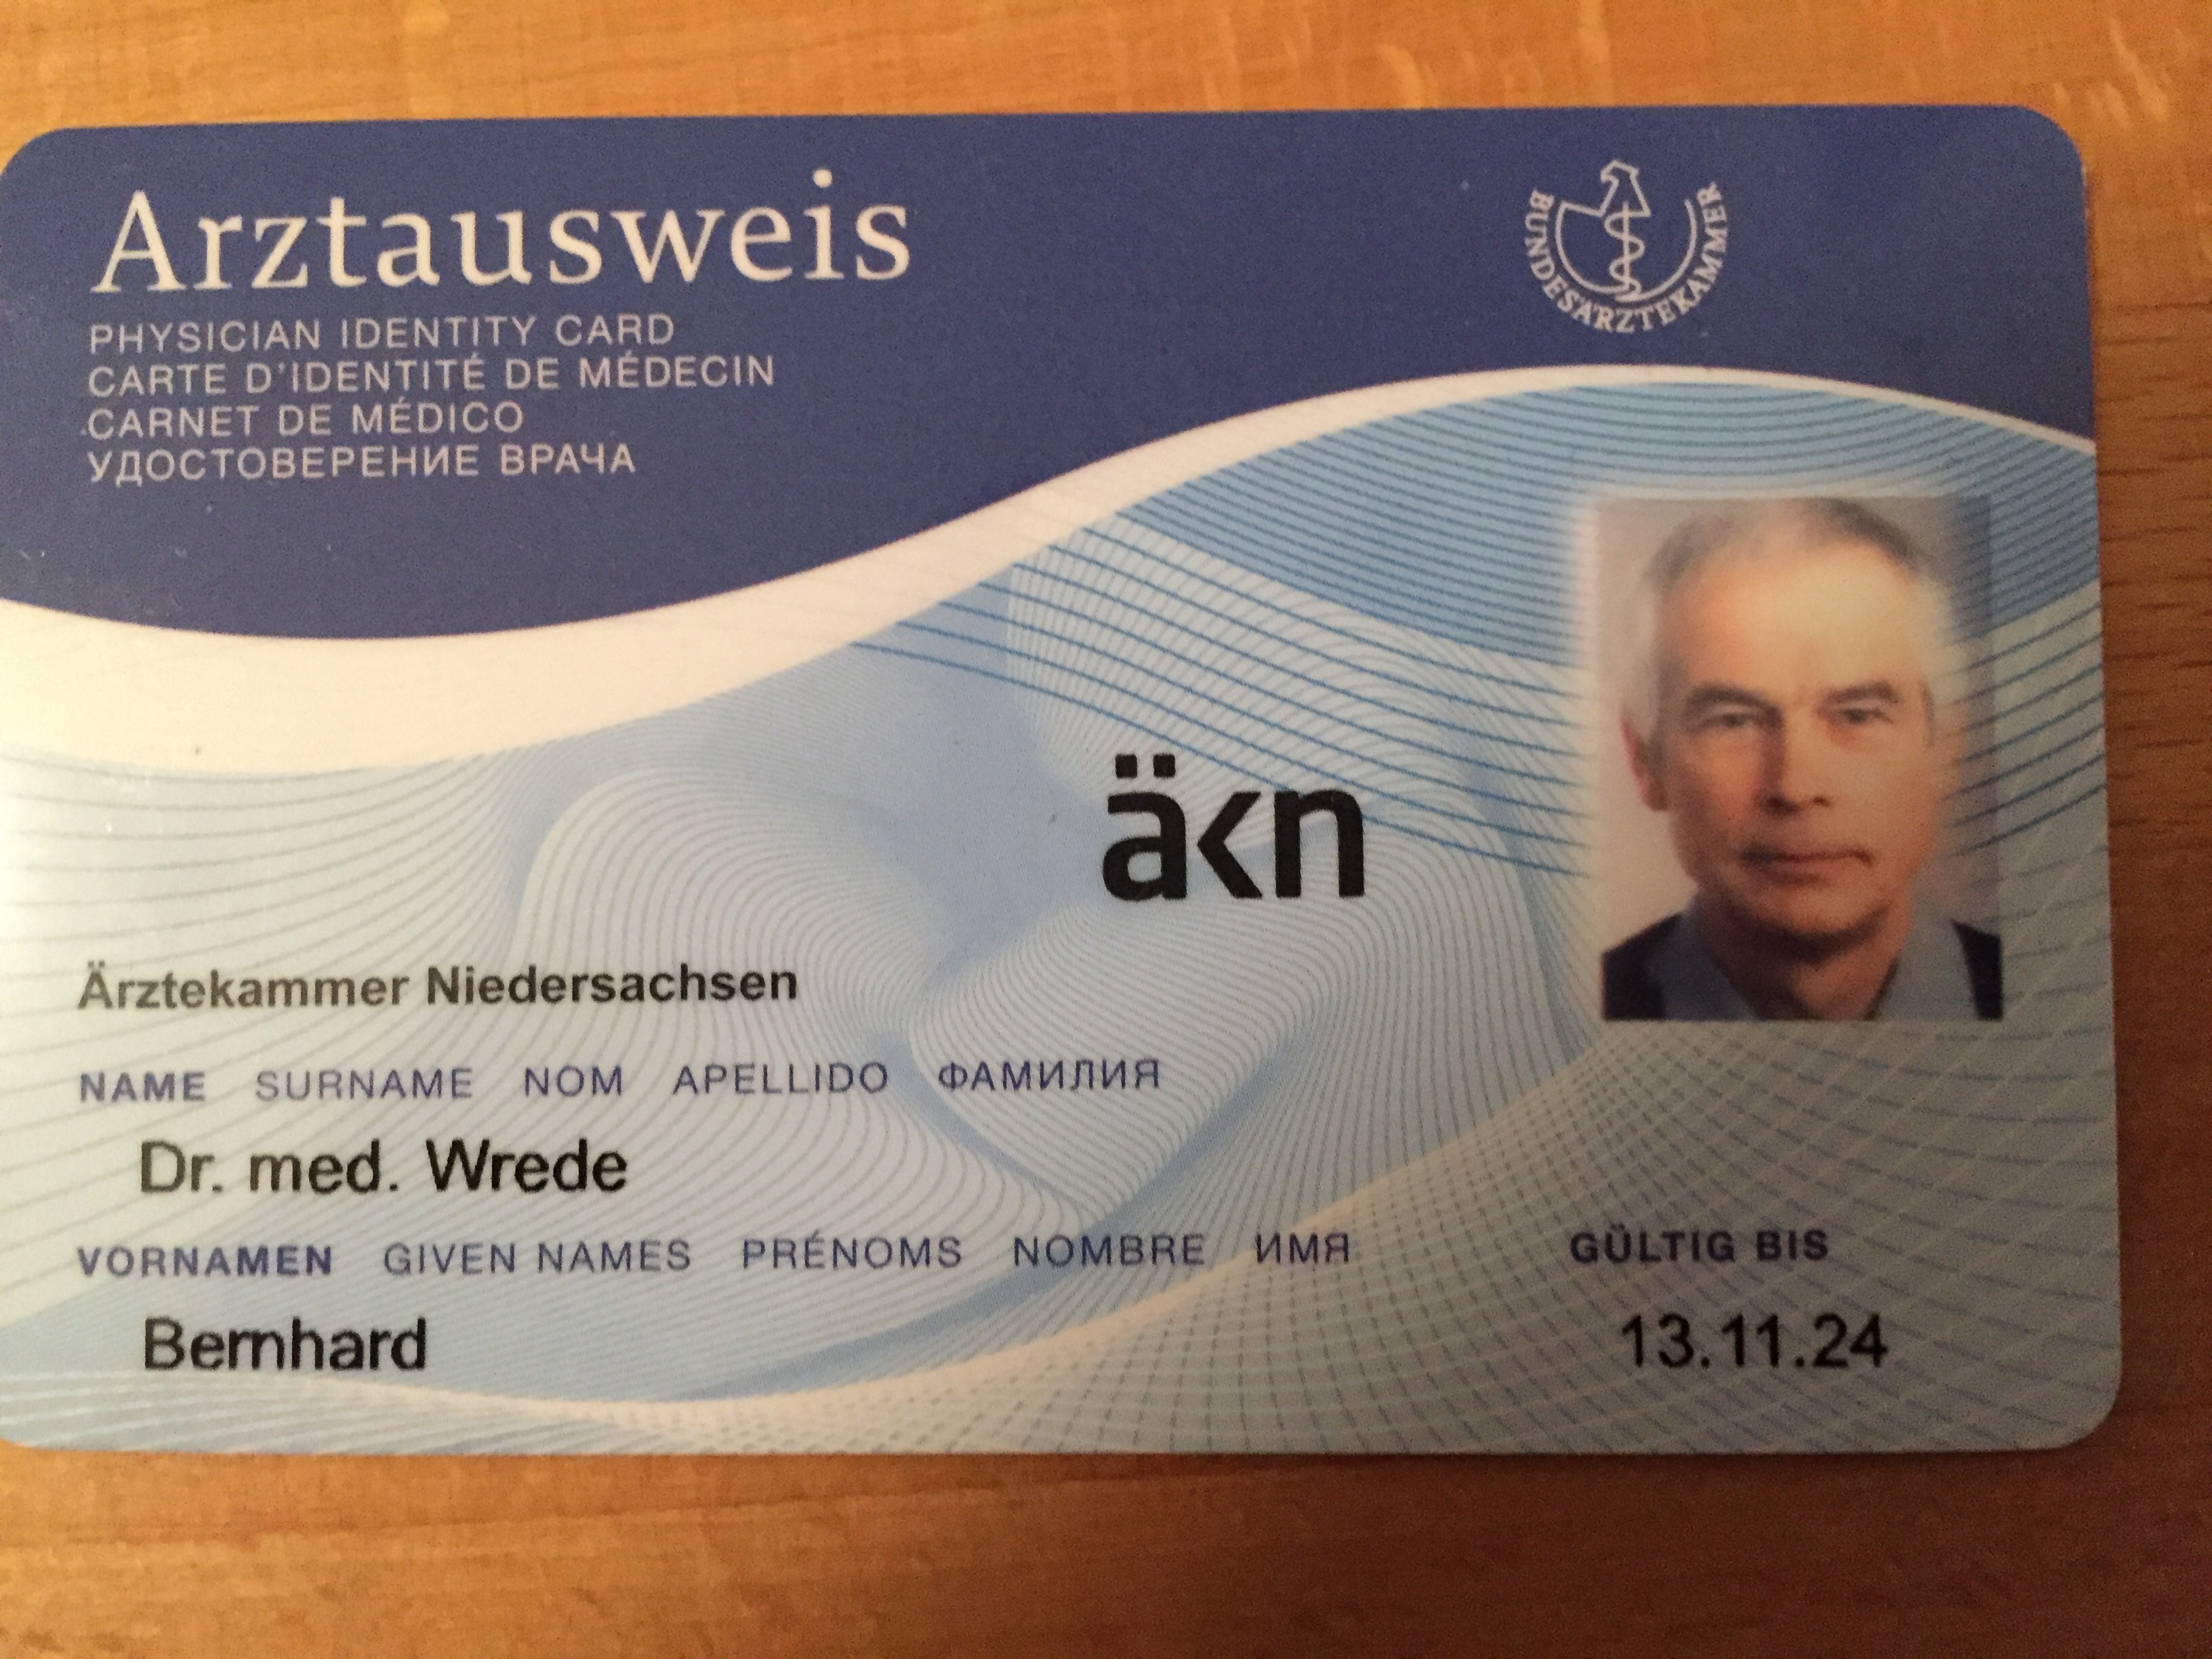 Arztausweis
PHYSICIAN IDENTITY CARD
CARTE D'IDENTITÉ DE MÉDECIN
CARNET DE MÉDICO
УДОСТОВЕРЕНИЕ ВРАЧА
BUNDESÄRZTEKAMMER
äkn
Ärztekammer Niedersachsen
NAME SURNAME NOM APELLIDO ФАМИЛИЯ
Dr. med. Wrede
VORNAMEN GIVEN NAMES PRÉNOMS NOMBRE ИМЯ GÜLTIG BIS
Bernhard 13.11.24